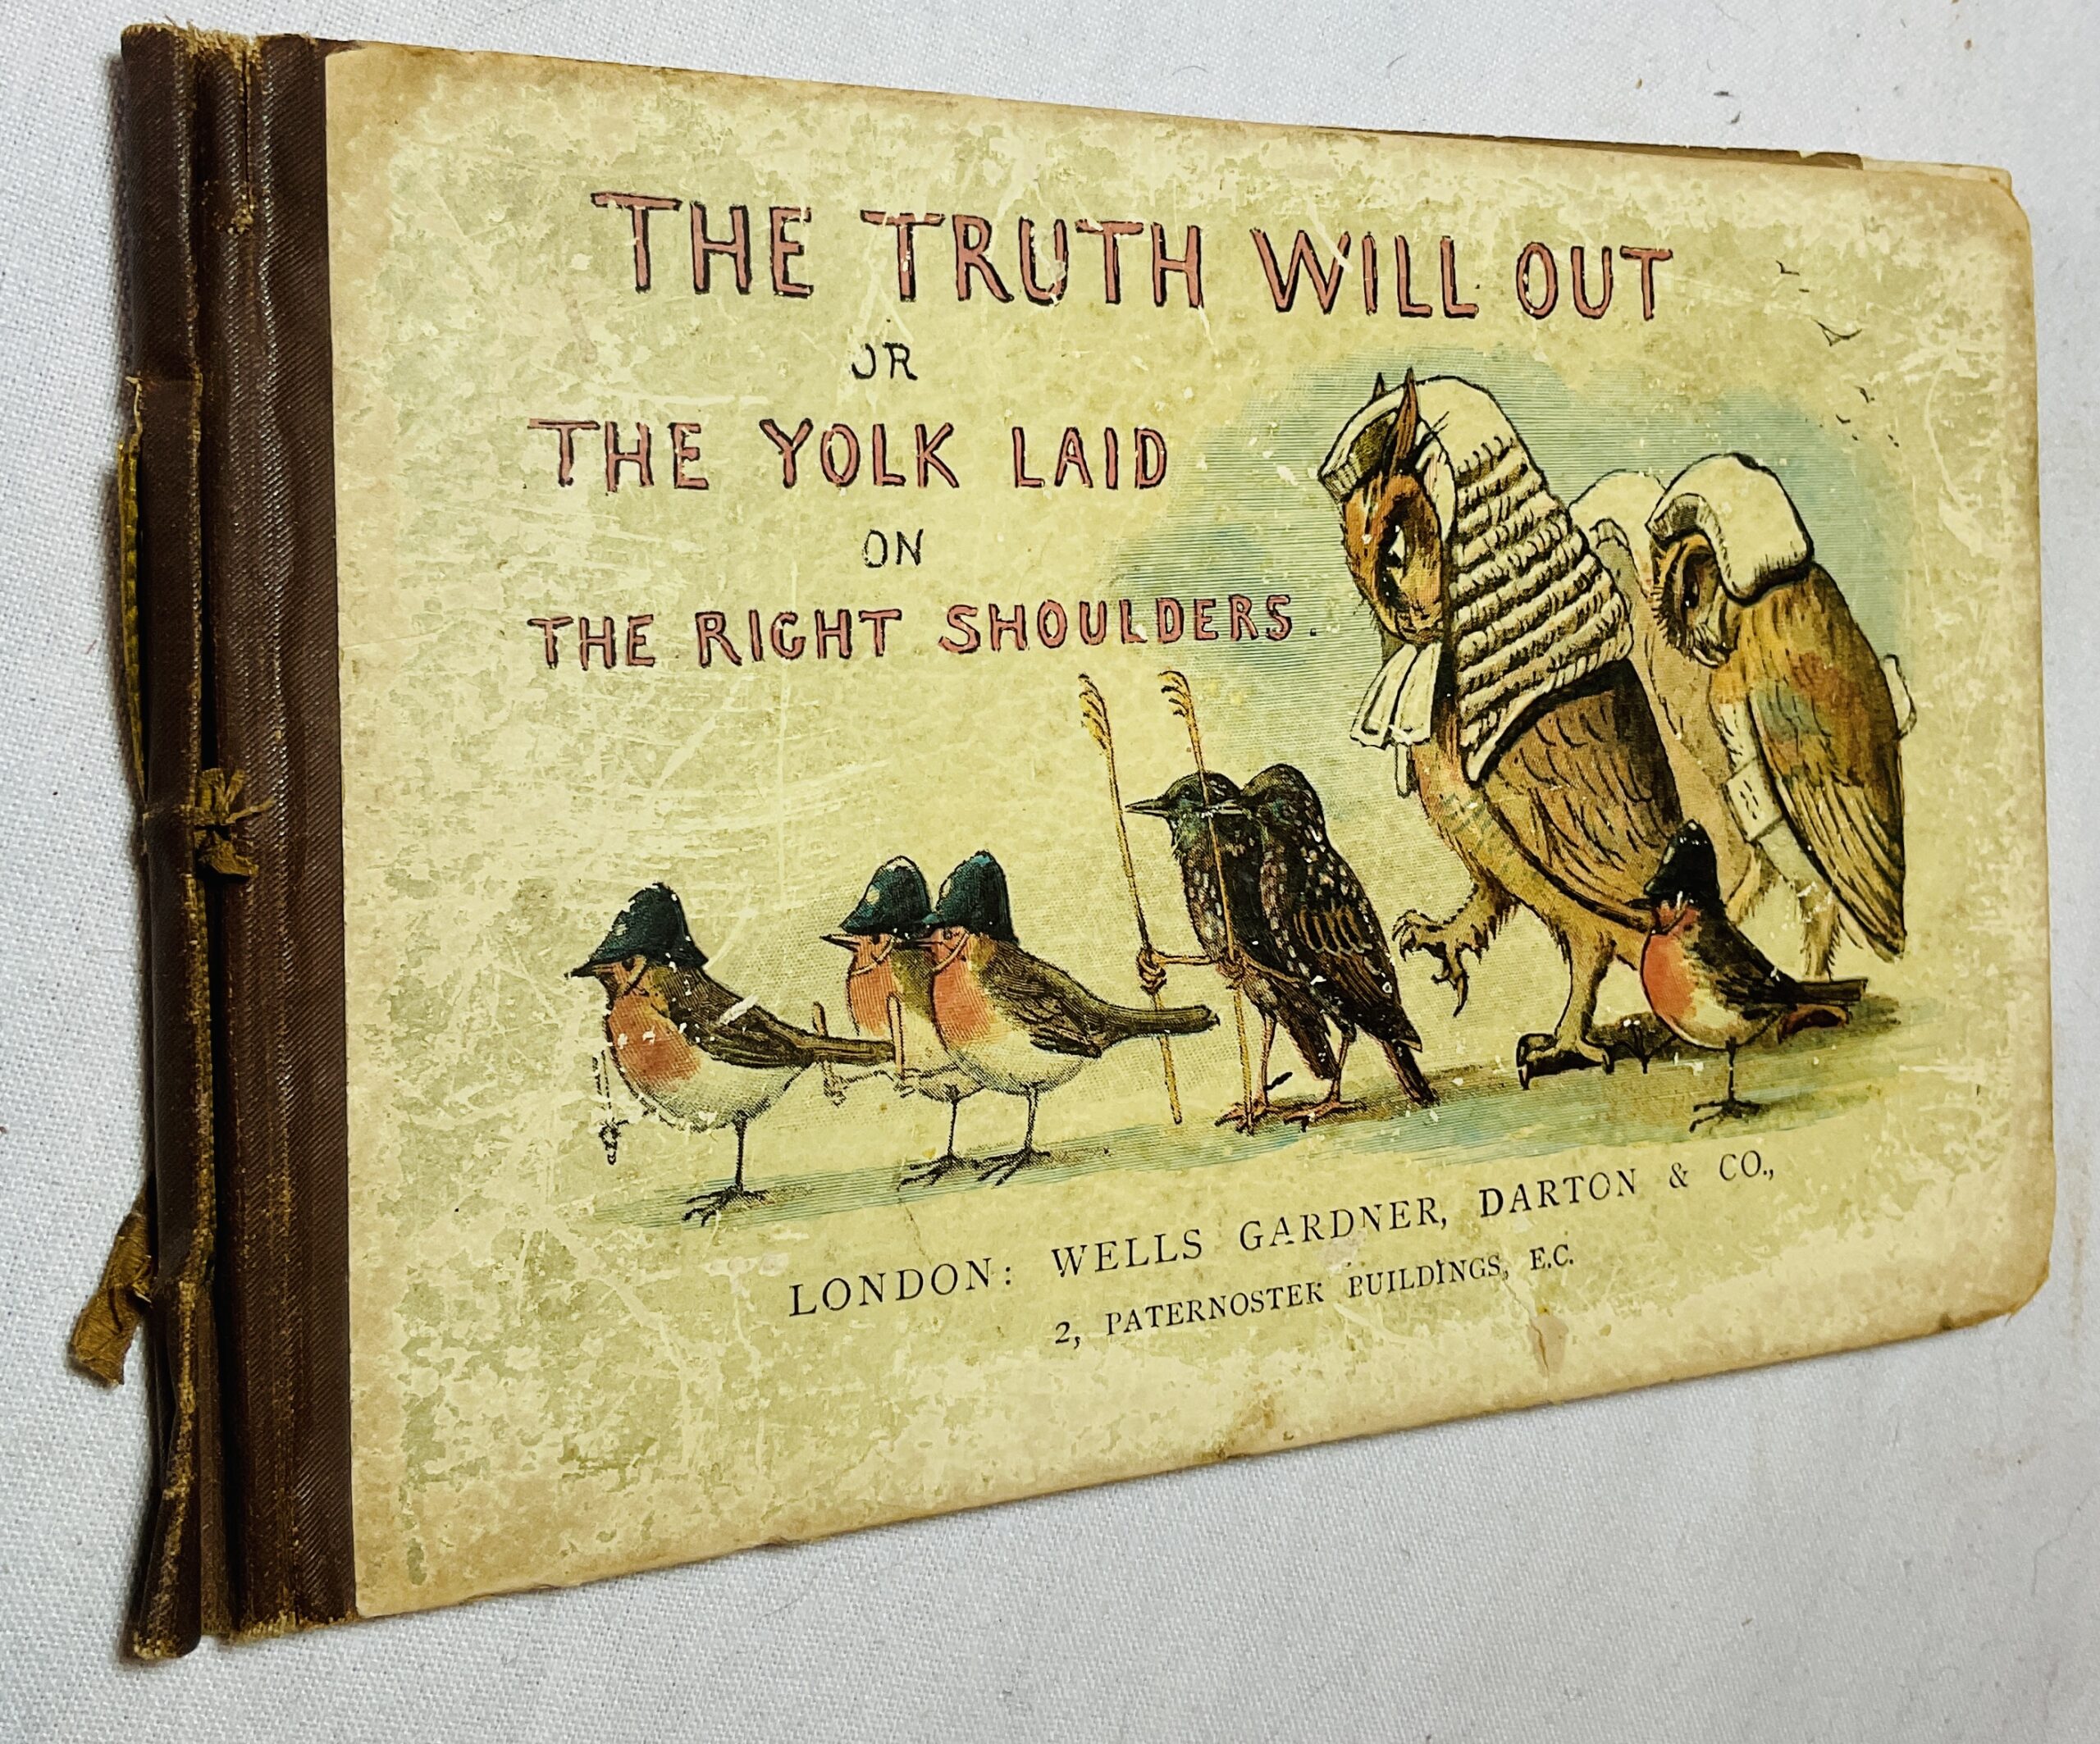 THE TRUTH WILL OUT
OR
THE YOLK LAID
ON
THE RIGHT SHOULDERS.
LONDON: WELLS GARDNER, DARTON & CO.,
2, PATERNOSTER BUILDINGS, E.C.